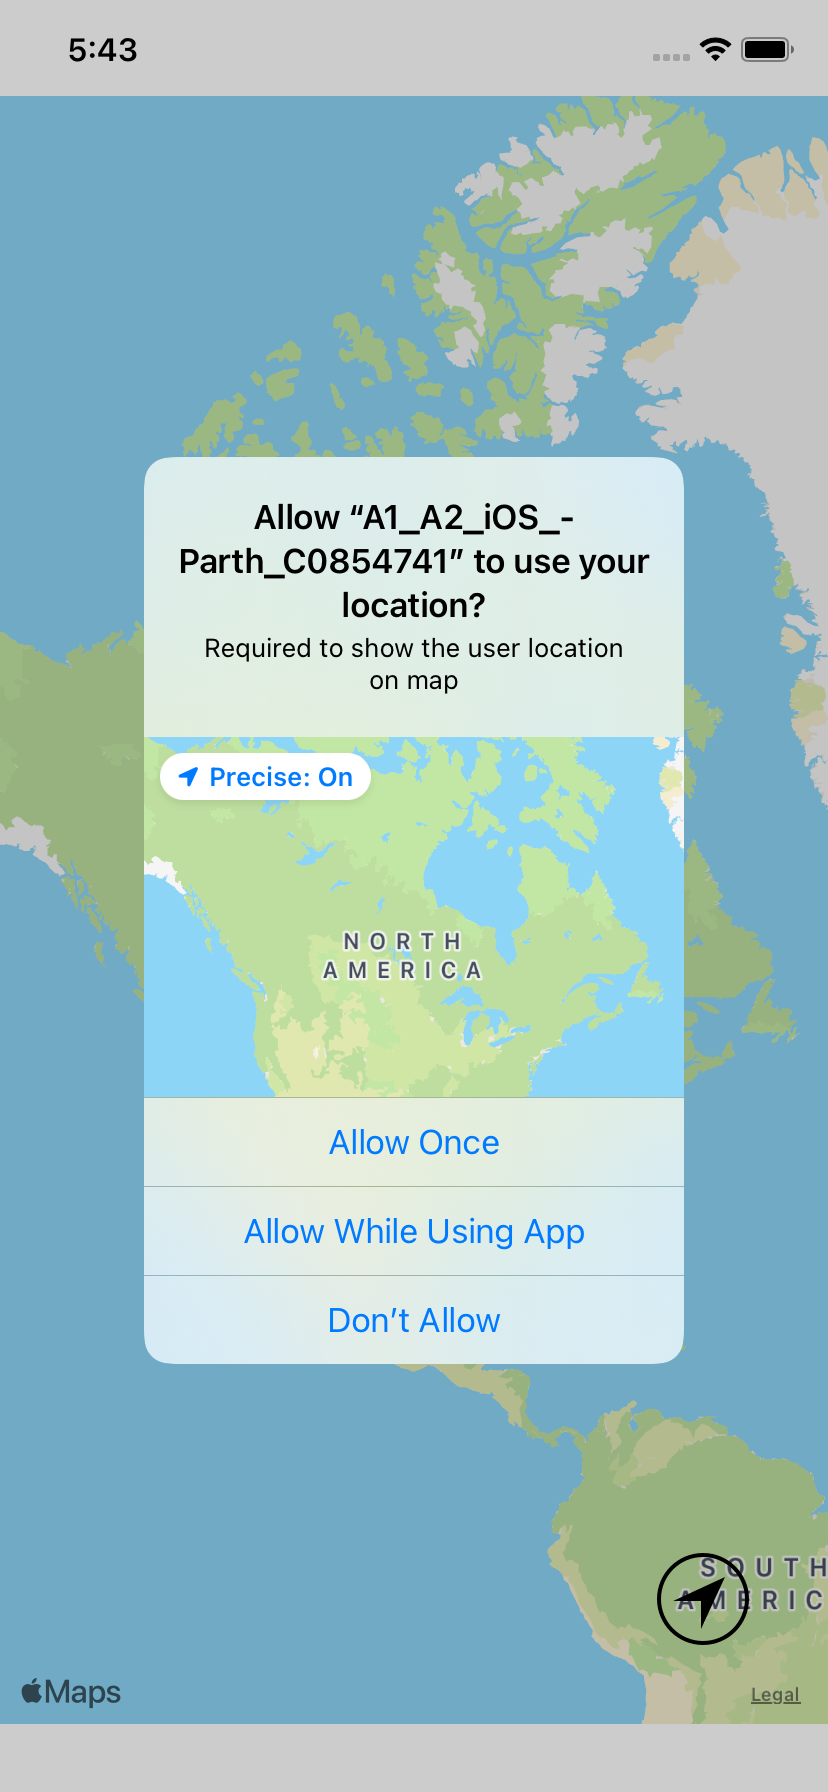 5:43
Allow “A1_A2_iOS_-
Parth_C0854741” to use your
location?
Required to show the user location
on map
Precise: On
NORTH
AMERICA
Allow Once
Allow While Using App
Don’t Allow
SOUTH
AMERIC
Maps
Legal